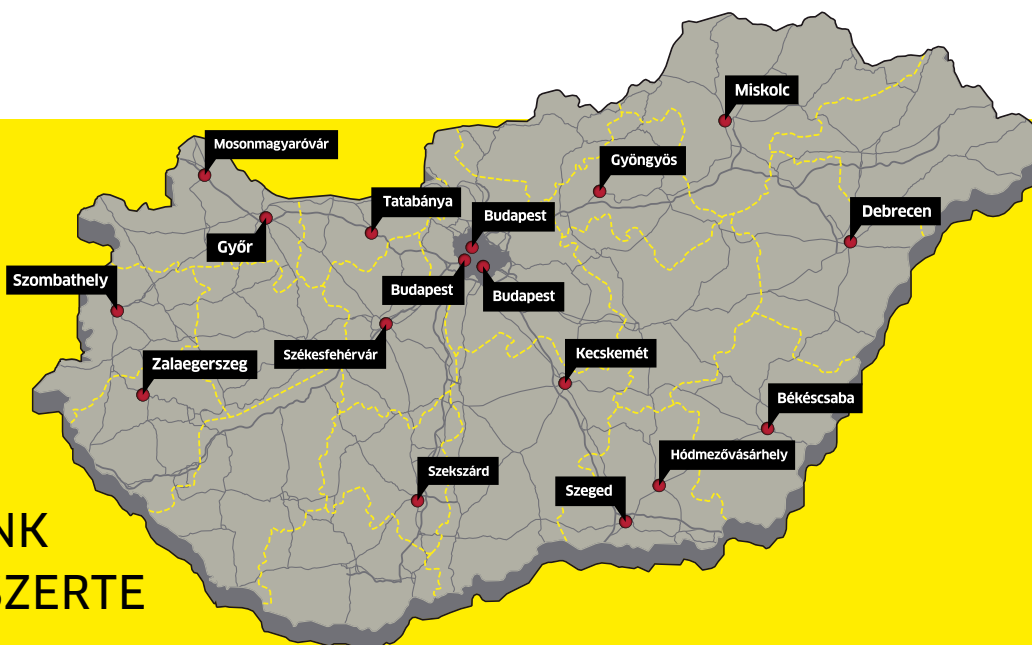 Miskolc
Mosonmagyaróvár
Gyöngyös
Tatabánya
Debrecen
Budapest
Győr
Szombathely
Budapest
Budapest
Székesfehérvár
Kecskemét
Zalaegerszeg
Békéscsaba
Hódmezővásárhely
Szekszárd
Szeged
NK
SZERTE